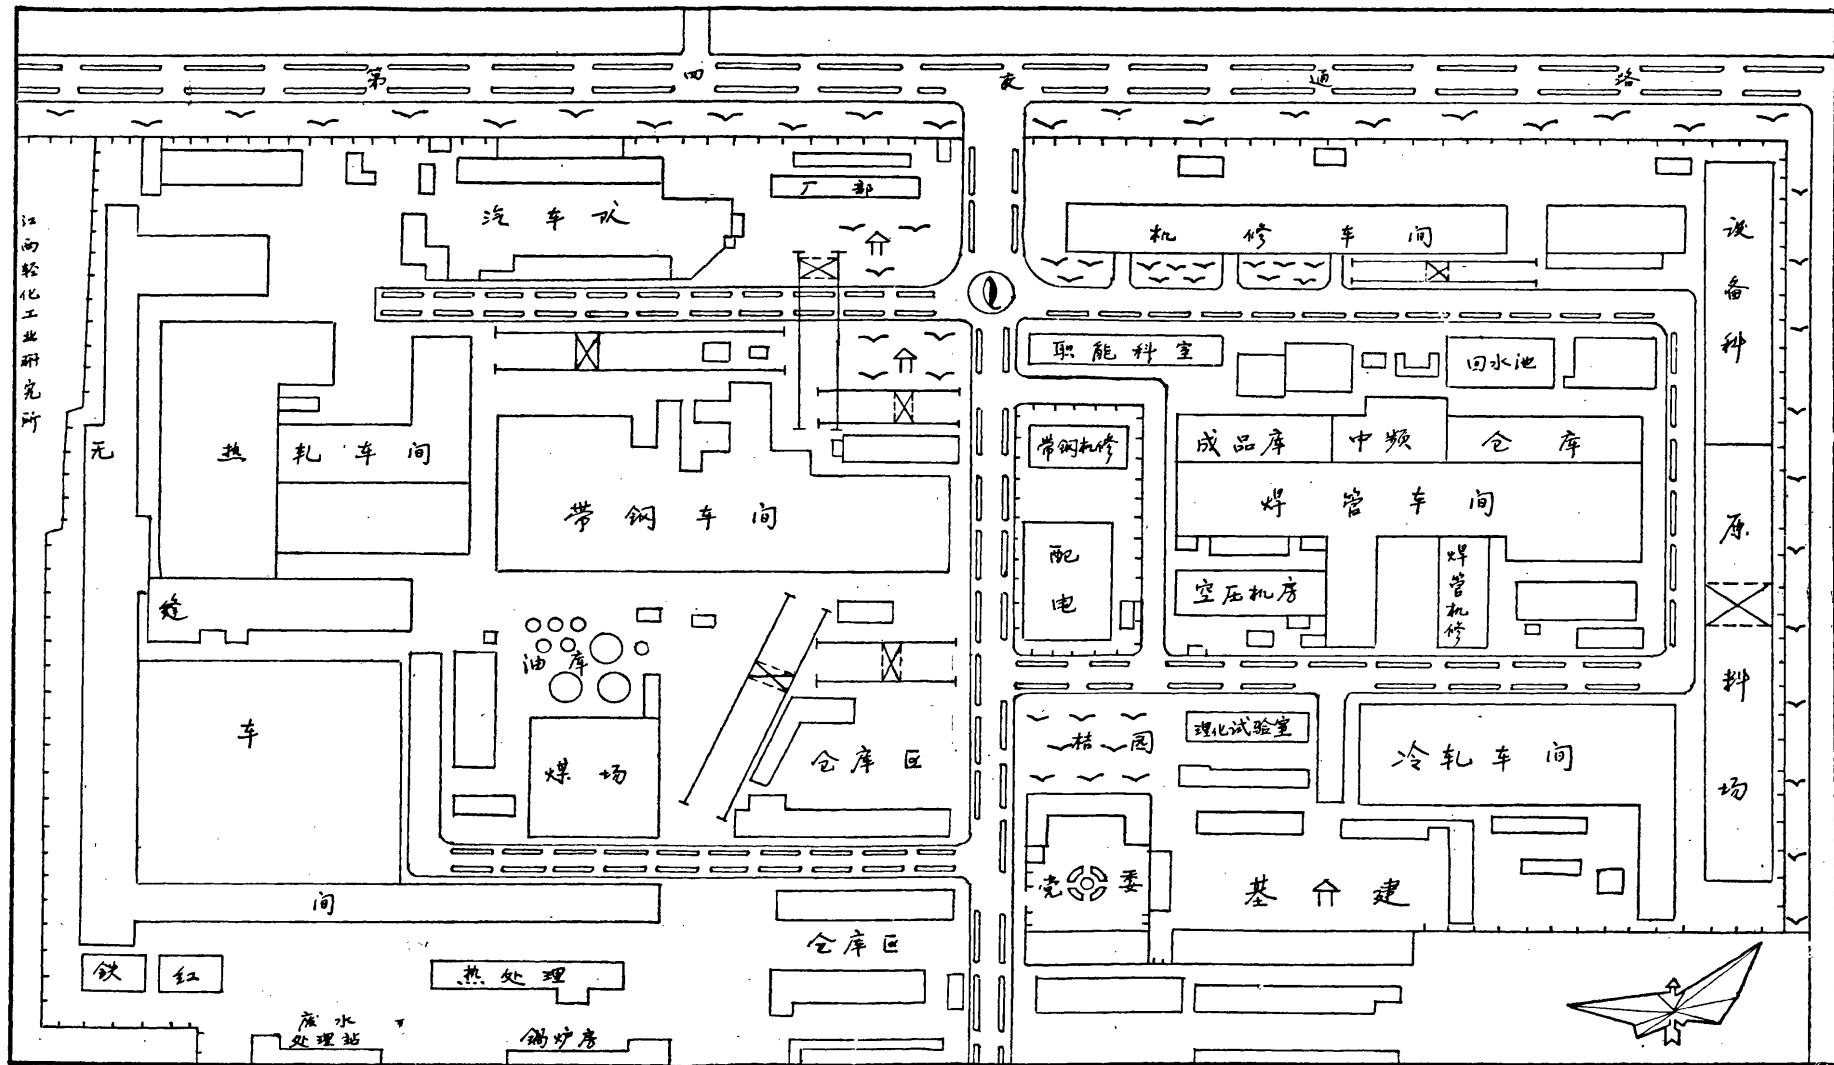 第四交通路
江西轻化工业研究所
厂部
汽车队
机修车间
设备科
职能科室
回水池
无缝车间
热轧车间
带钢机修
成品库
中频
仓库
带钢车间
焊管车间
原料场
配电
空压机房
焊管机修
油库
桔园
理化试验室
冷轧车间
煤场
仓库区
党委
基建
仓库区
铁
红
热处理
废水
处理站
锅炉房